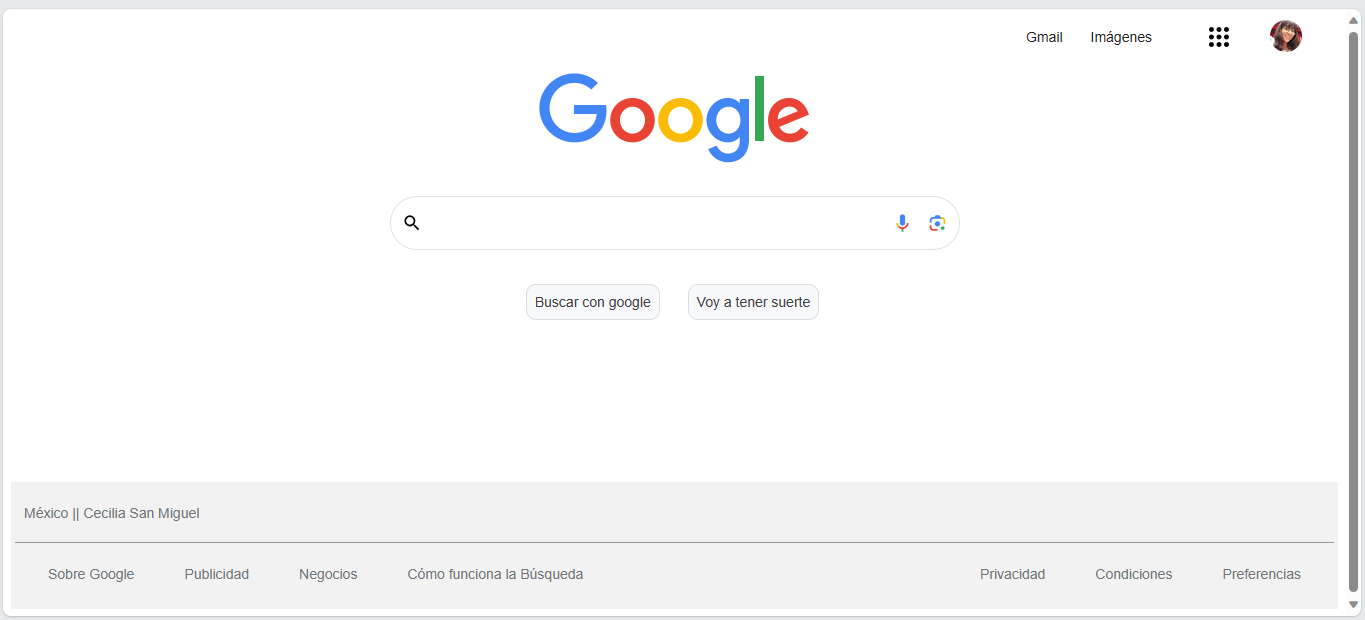 Gmail Imágenes
Google
Buscar con google Voy a tener suerte
México || Cecilia San Miguel
Sobre Google Publicidad Negocios Cómo funciona la Búsqueda Privacidad Condiciones Preferencias